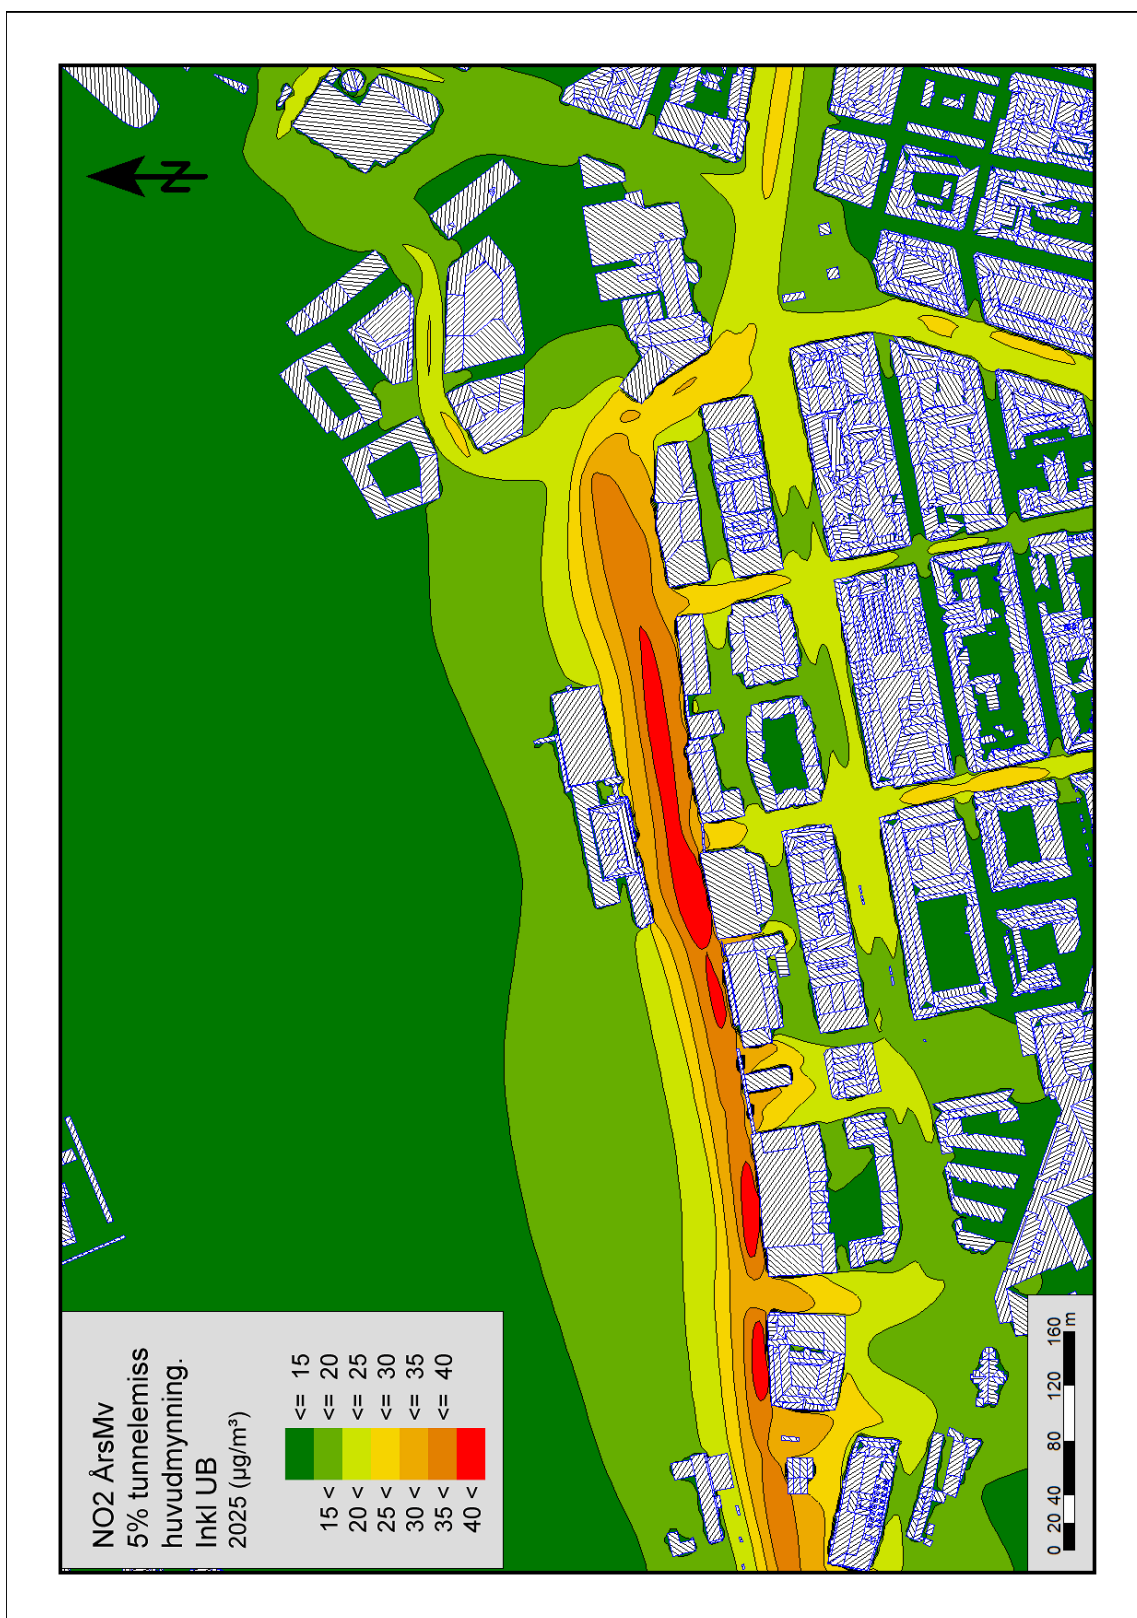 N
NO2 ÅrsMv
5% tunnelemiss
huvudmynning.
Inkl UB
2025 (µg/m³)
<= 15
15 < <= 20
20 < <= 25
25 < <= 30
30 < <= 35
35 < <= 40
40 <
0 20 40 80 120 160
m